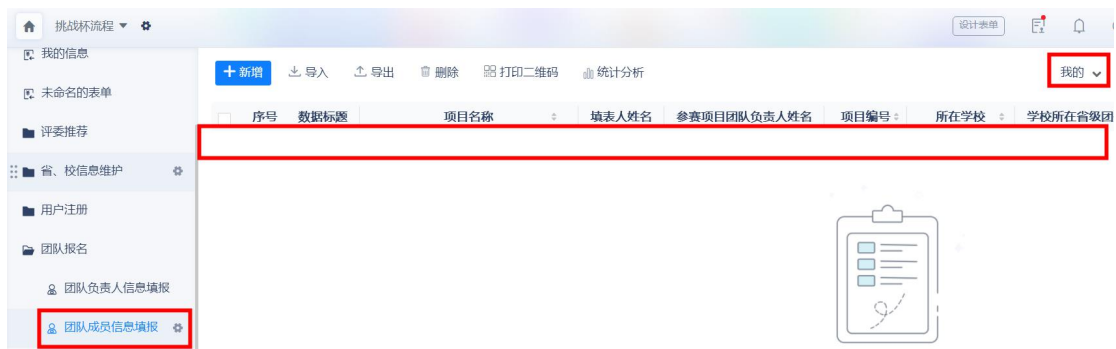 挑战杯流程
设计表单
我的信息
未命名的表单
评委推荐
省、校信息维护
用户注册
团队报名
团队负责人信息填报
团队成员信息填报
新增 导入 导出 删除 打印二维码 统计分析 我的
序号 数据标题 项目名称 填表人姓名 参赛项目团队负责人姓名 项目编号 所在学校 学校所在省级团